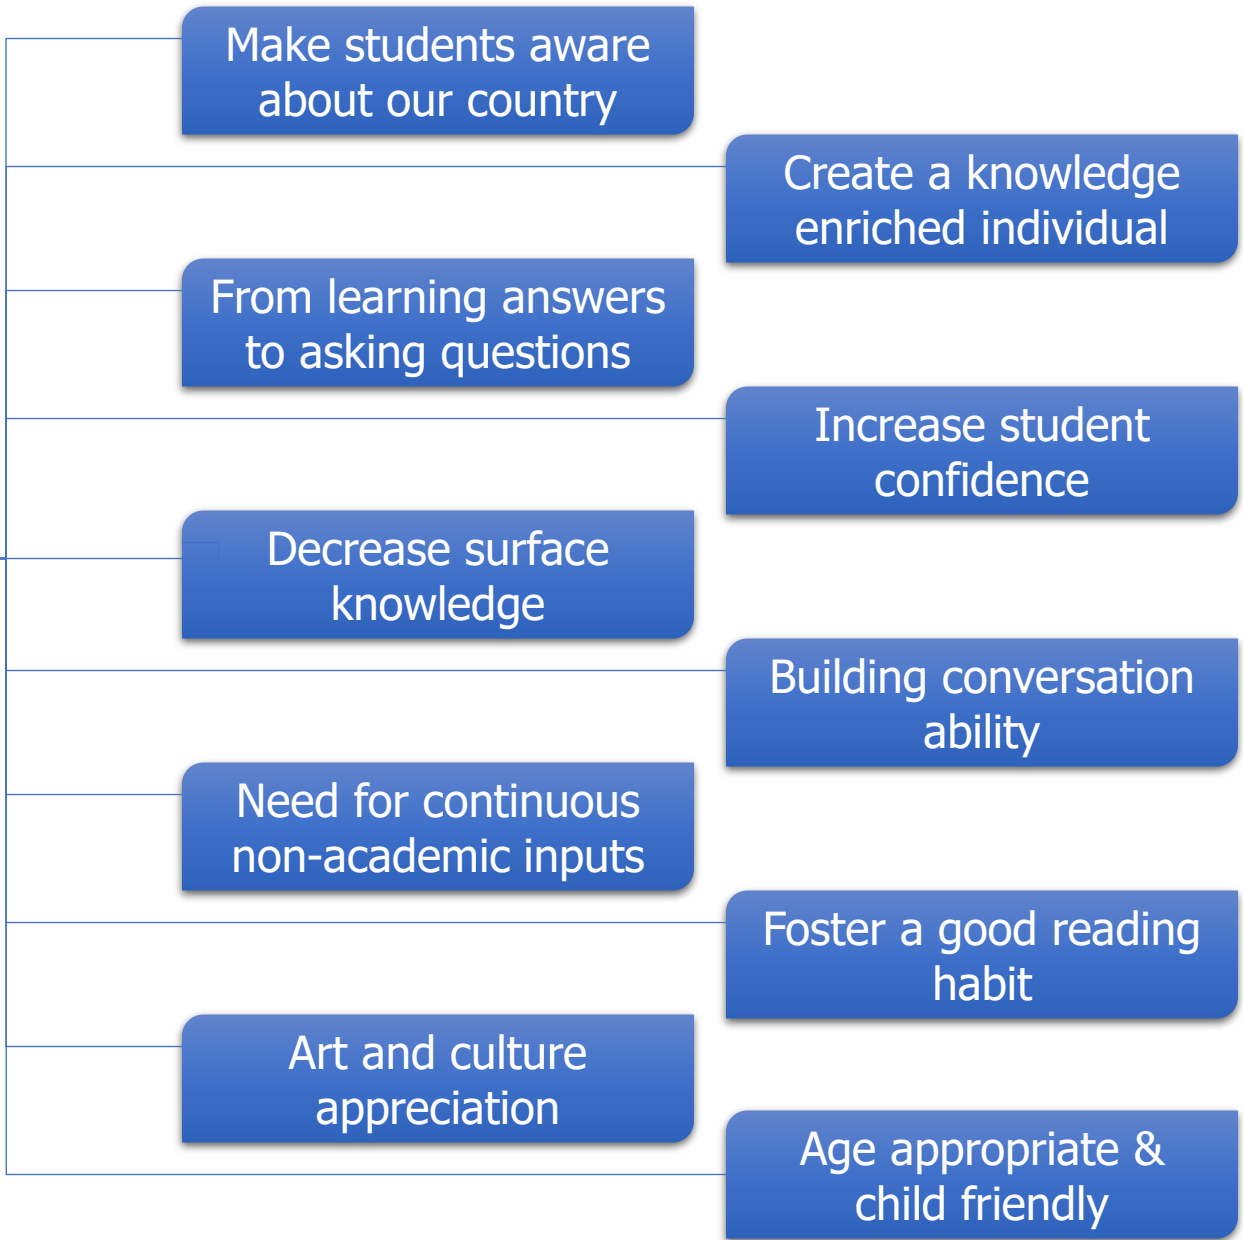 Make students aware
about our country
Create a knowledge
enriched individual
From learning answers
to asking questions
Increase student
confidence
Decrease surface
knowledge
Building conversation
ability
Need for continuous
non-academic inputs
Foster a good reading
habit
Art and culture
appreciation
Age appropriate &
child friendly